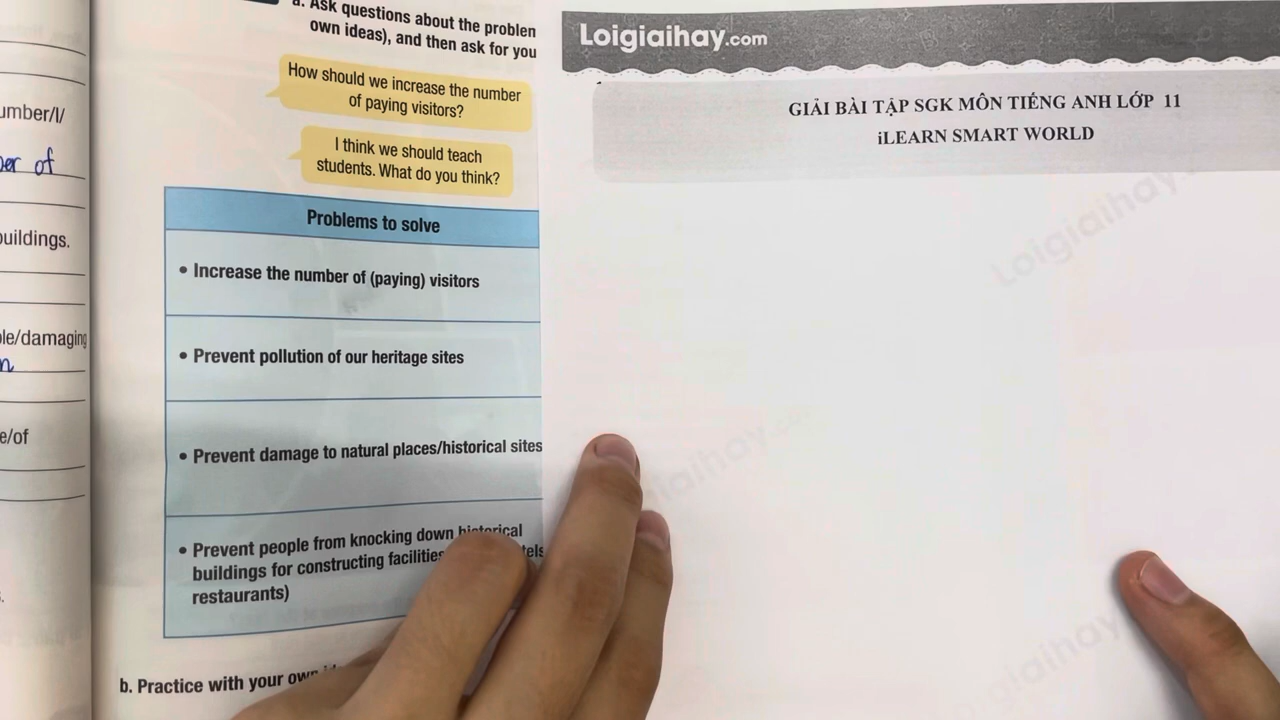 a. Ask questions about the problem
own ideas), and then ask for you
How should we increase the number
of paying visitors?
I think we should teach
students. What do you think?
Problems to solve
• Increase the number of (paying) visitors
• Prevent pollution of our heritage sites
• Prevent damage to natural places/historical sites
• Prevent people from knocking down historical
buildings for constructing facilities
restaurants)
b. Practice with your own
umber/I/
of
buildings.
le/damaging
e/of
Loigiaihay.com
GIẢI BÀI TẬP SGK MÔN TIẾNG ANH LỚP 11
iLEARN SMART WORLD
Loigiaihay.